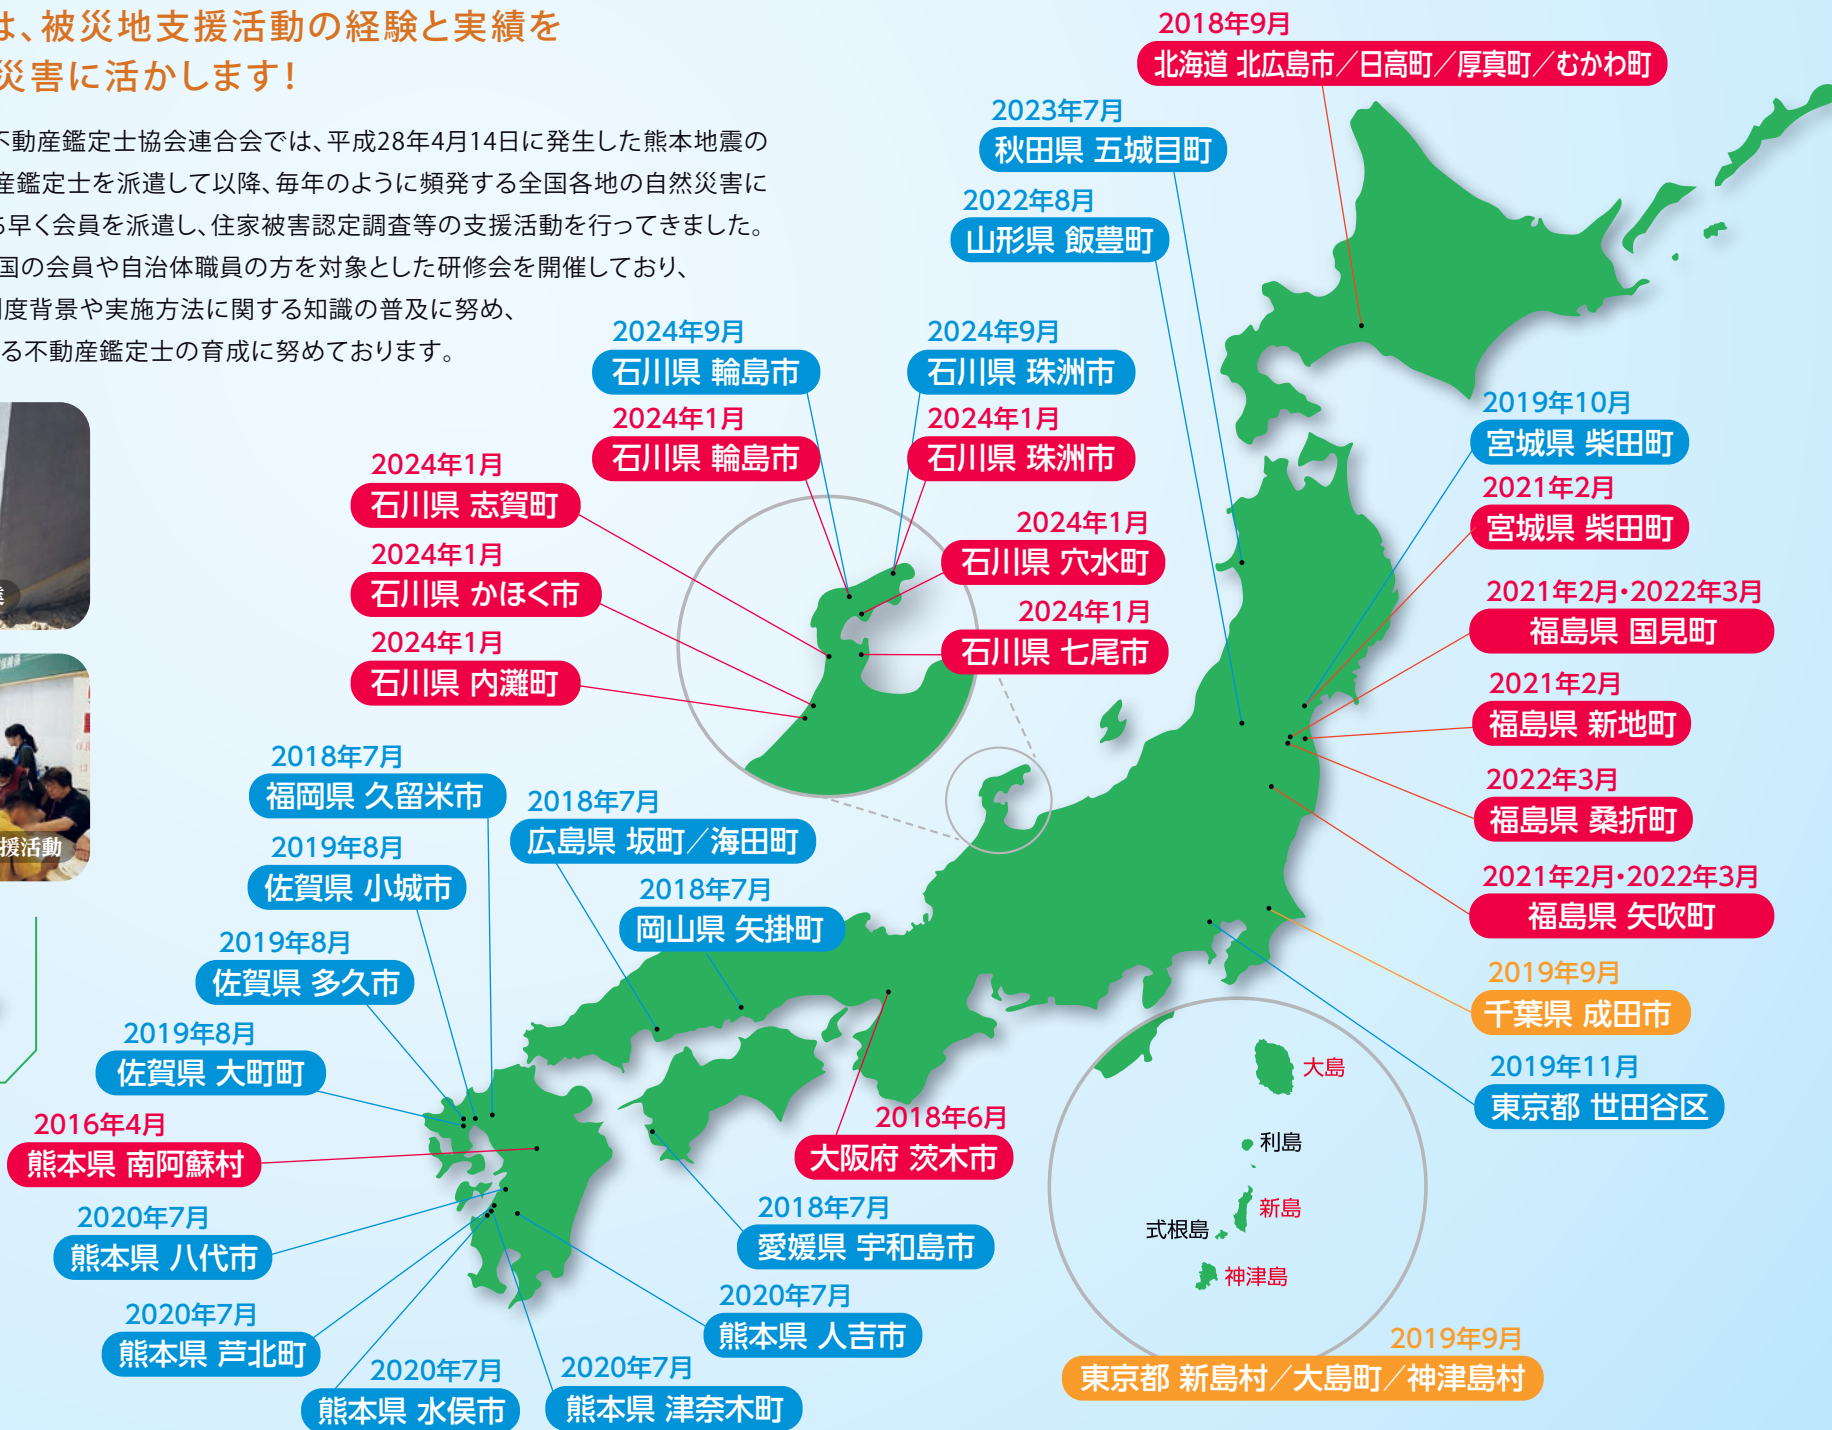 は、被災地支援活動の経験と実績を
災害に活かします！
不動産鑑定士協会連合会では、平成28年4月14日に発生した熊本地震の
産鑑定士を派遣して以降、毎年のように頻発する全国各地の自然災害に
ち早く会員を派遣し、住家被害認定調査等の支援活動を行ってきました。
国の会員や自治体職員の方を対象とした研修会を開催しており、
制度背景や実施方法に関する知識の普及に努め、
る不動産鑑定士の育成に努めております。
援活動
2018年9月
北海道 北広島市／日高町／厚真町／むかわ町
2023年7月
秋田県 五城目町
2022年8月
山形県 飯豊町
2024年9月
石川県 輪島市
2024年9月
石川県 珠洲市
2024年1月
石川県 輪島市
2024年1月
石川県 珠洲市
2024年1月
石川県 志賀町
2024年1月
石川県 穴水町
2024年1月
石川県 かほく市
2024年1月
石川県 七尾市
2024年1月
石川県 内灘町
2019年10月
宮城県 柴田町
2021年2月
宮城県 柴田町
2021年2月・2022年3月
福島県 国見町
2021年2月
福島県 新地町
2022年3月
福島県 桑折町
2021年2月・2022年3月
福島県 矢吹町
2019年9月
千葉県 成田市
2019年11月
東京都 世田谷区
2018年7月
福岡県 久留米市
2018年7月
広島県 坂町／海田町
2019年8月
佐賀県 小城市
2018年7月
岡山県 矢掛町
2019年8月
佐賀県 多久市
2019年8月
佐賀県 大町町
2016年4月
熊本県 南阿蘇村
2018年6月
大阪府 茨木市
2020年7月
熊本県 八代市
2018年7月
愛媛県 宇和島市
2020年7月
熊本県 芦北町
2020年7月
熊本県 人吉市
2020年7月
熊本県 水俣市
2020年7月
熊本県 津奈木町
大島
利島
新島
式根島
神津島
2019年9月
東京都 新島村／大島町／神津島村